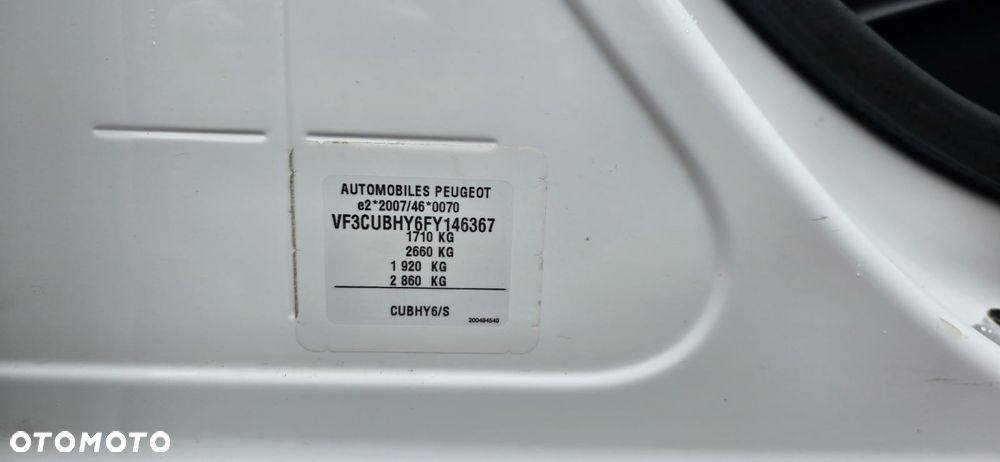 AUTOMOBILES PEUGEOT
e2*2007/46*0070
VF3CUBHY6FY146367
1710 KG
2660 KG
1 920 KG
2 860 KG
CUBHY6/S
200494549
OTOMOTO